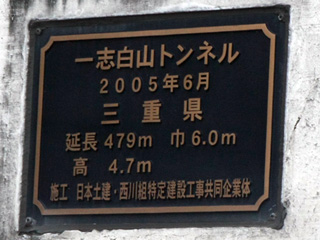 一志白山トンネル
2005年6月
三重県
延長 479m 巾 6.0m
高 4.7m
施工 日本土建・西川組特定建設工事共同企業体